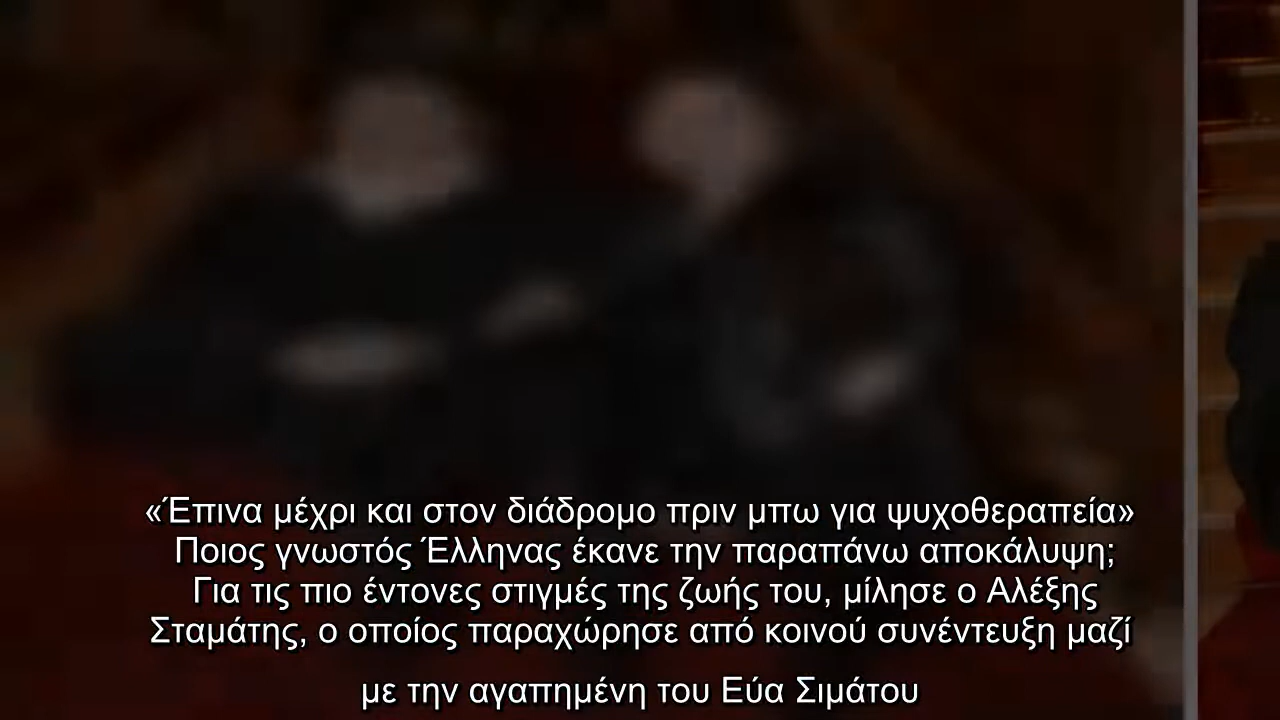 «Έπινα μέχρι και στον διάδρομο πριν μπω για ψυχοθεραπεία»
Ποιος γνωστός Έλληνας έκανε την παραπάνω αποκάλυψη;
Για τις πιο έντονες στιγμές της ζωής του, μίλησε ο Αλέξης
Σταμάτης, ο οποίος παραχώρησε από κοινού συνέντευξη μαζί
με την αγαπημένη του Εύα Σιμάτου